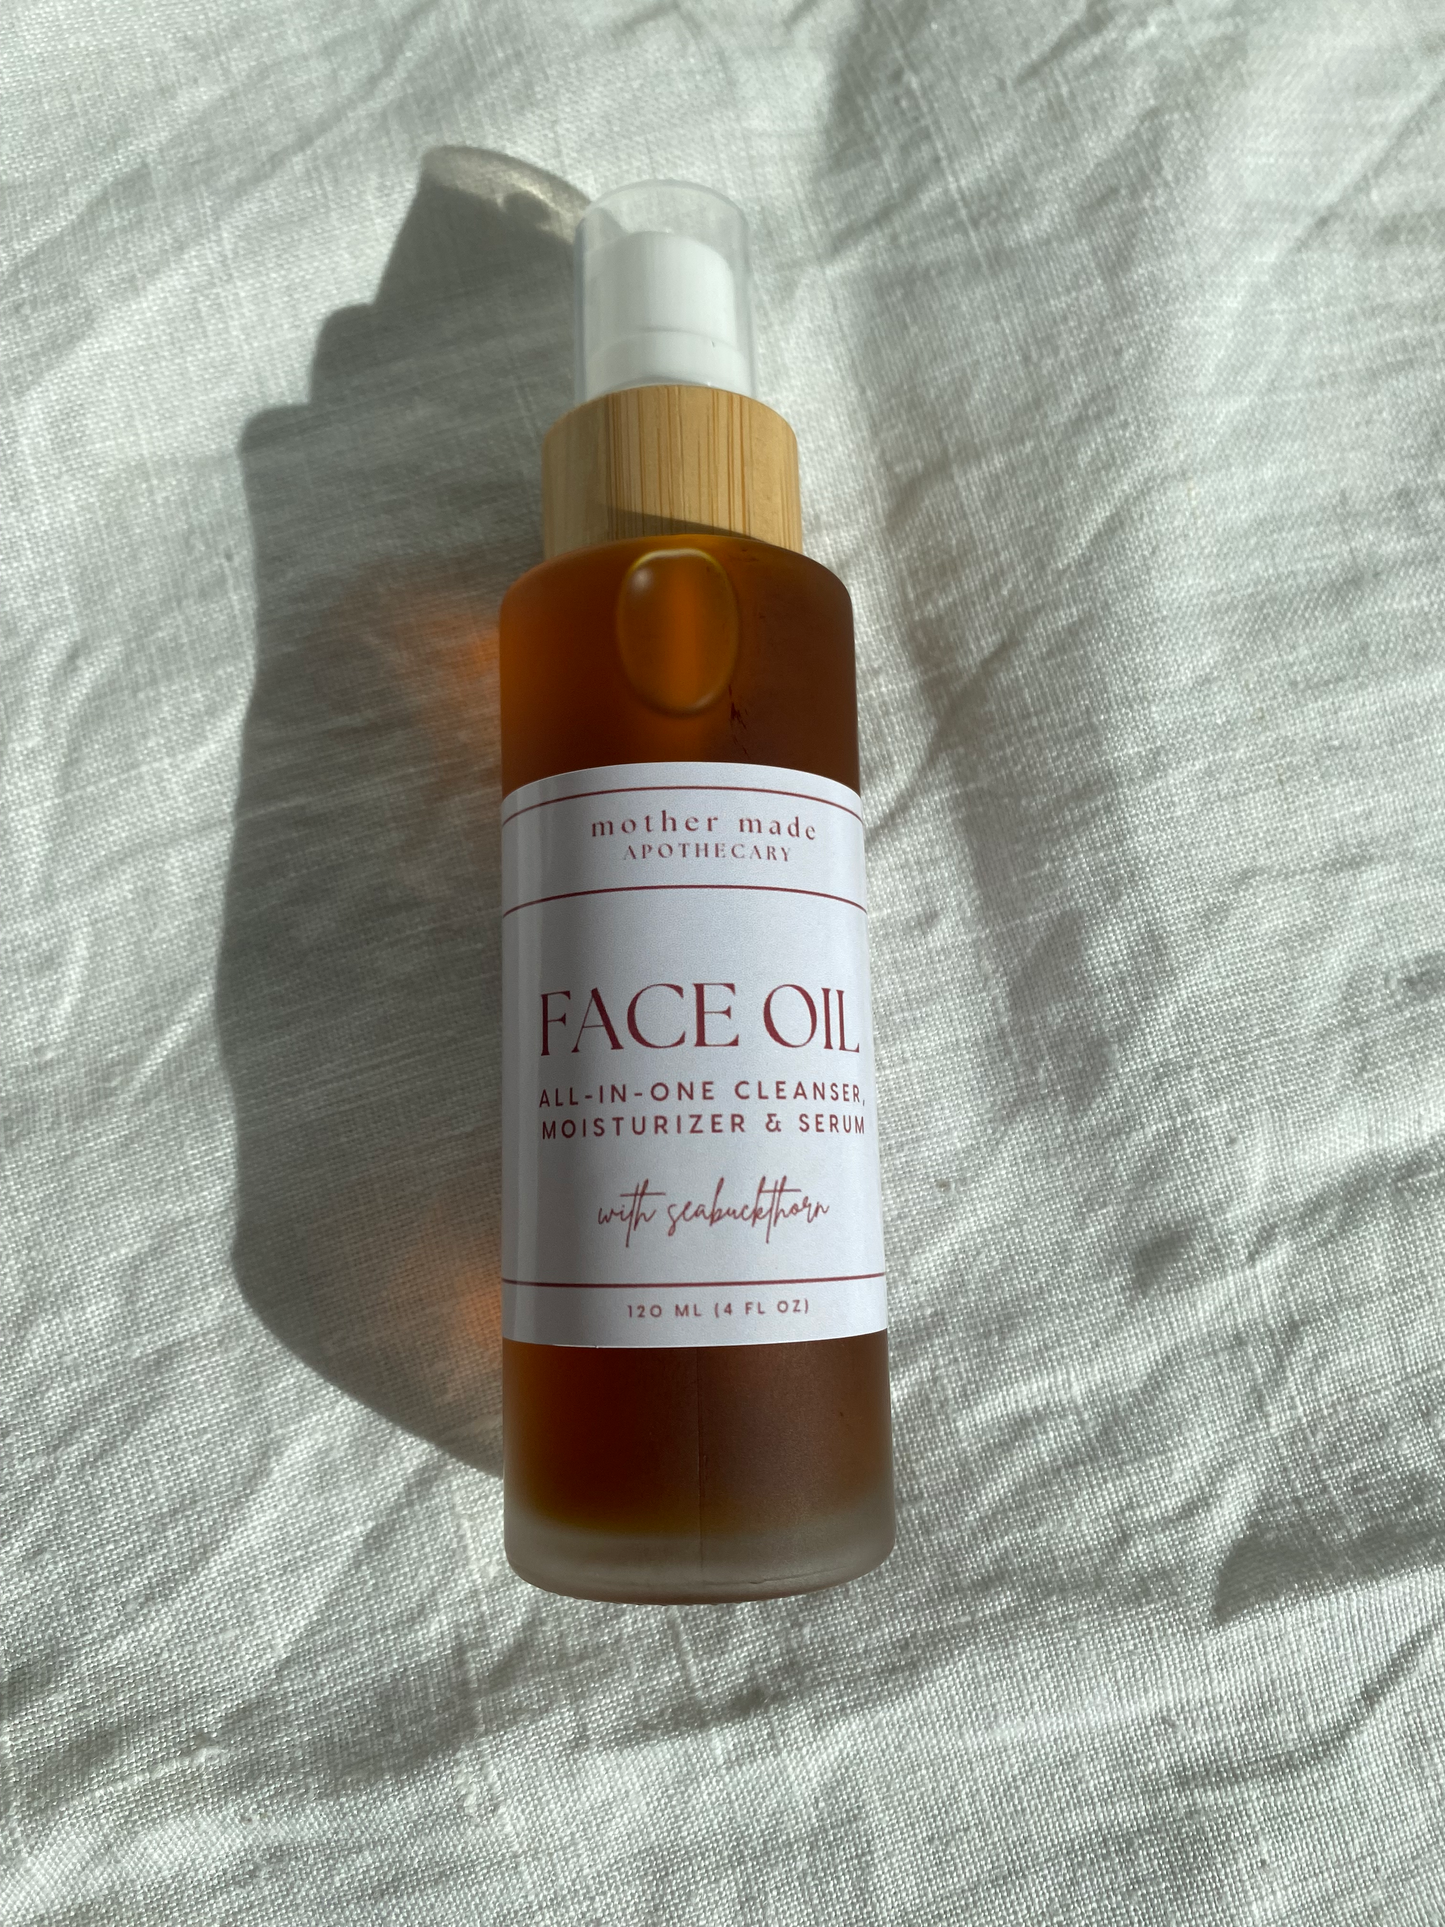 mother made
APOTHECARY
FACE OIL
ALL-IN-ONE CLEANSER,
MOISTURIZER & SERUM
with seabuckthorn
120 ML (4 FL OZ)